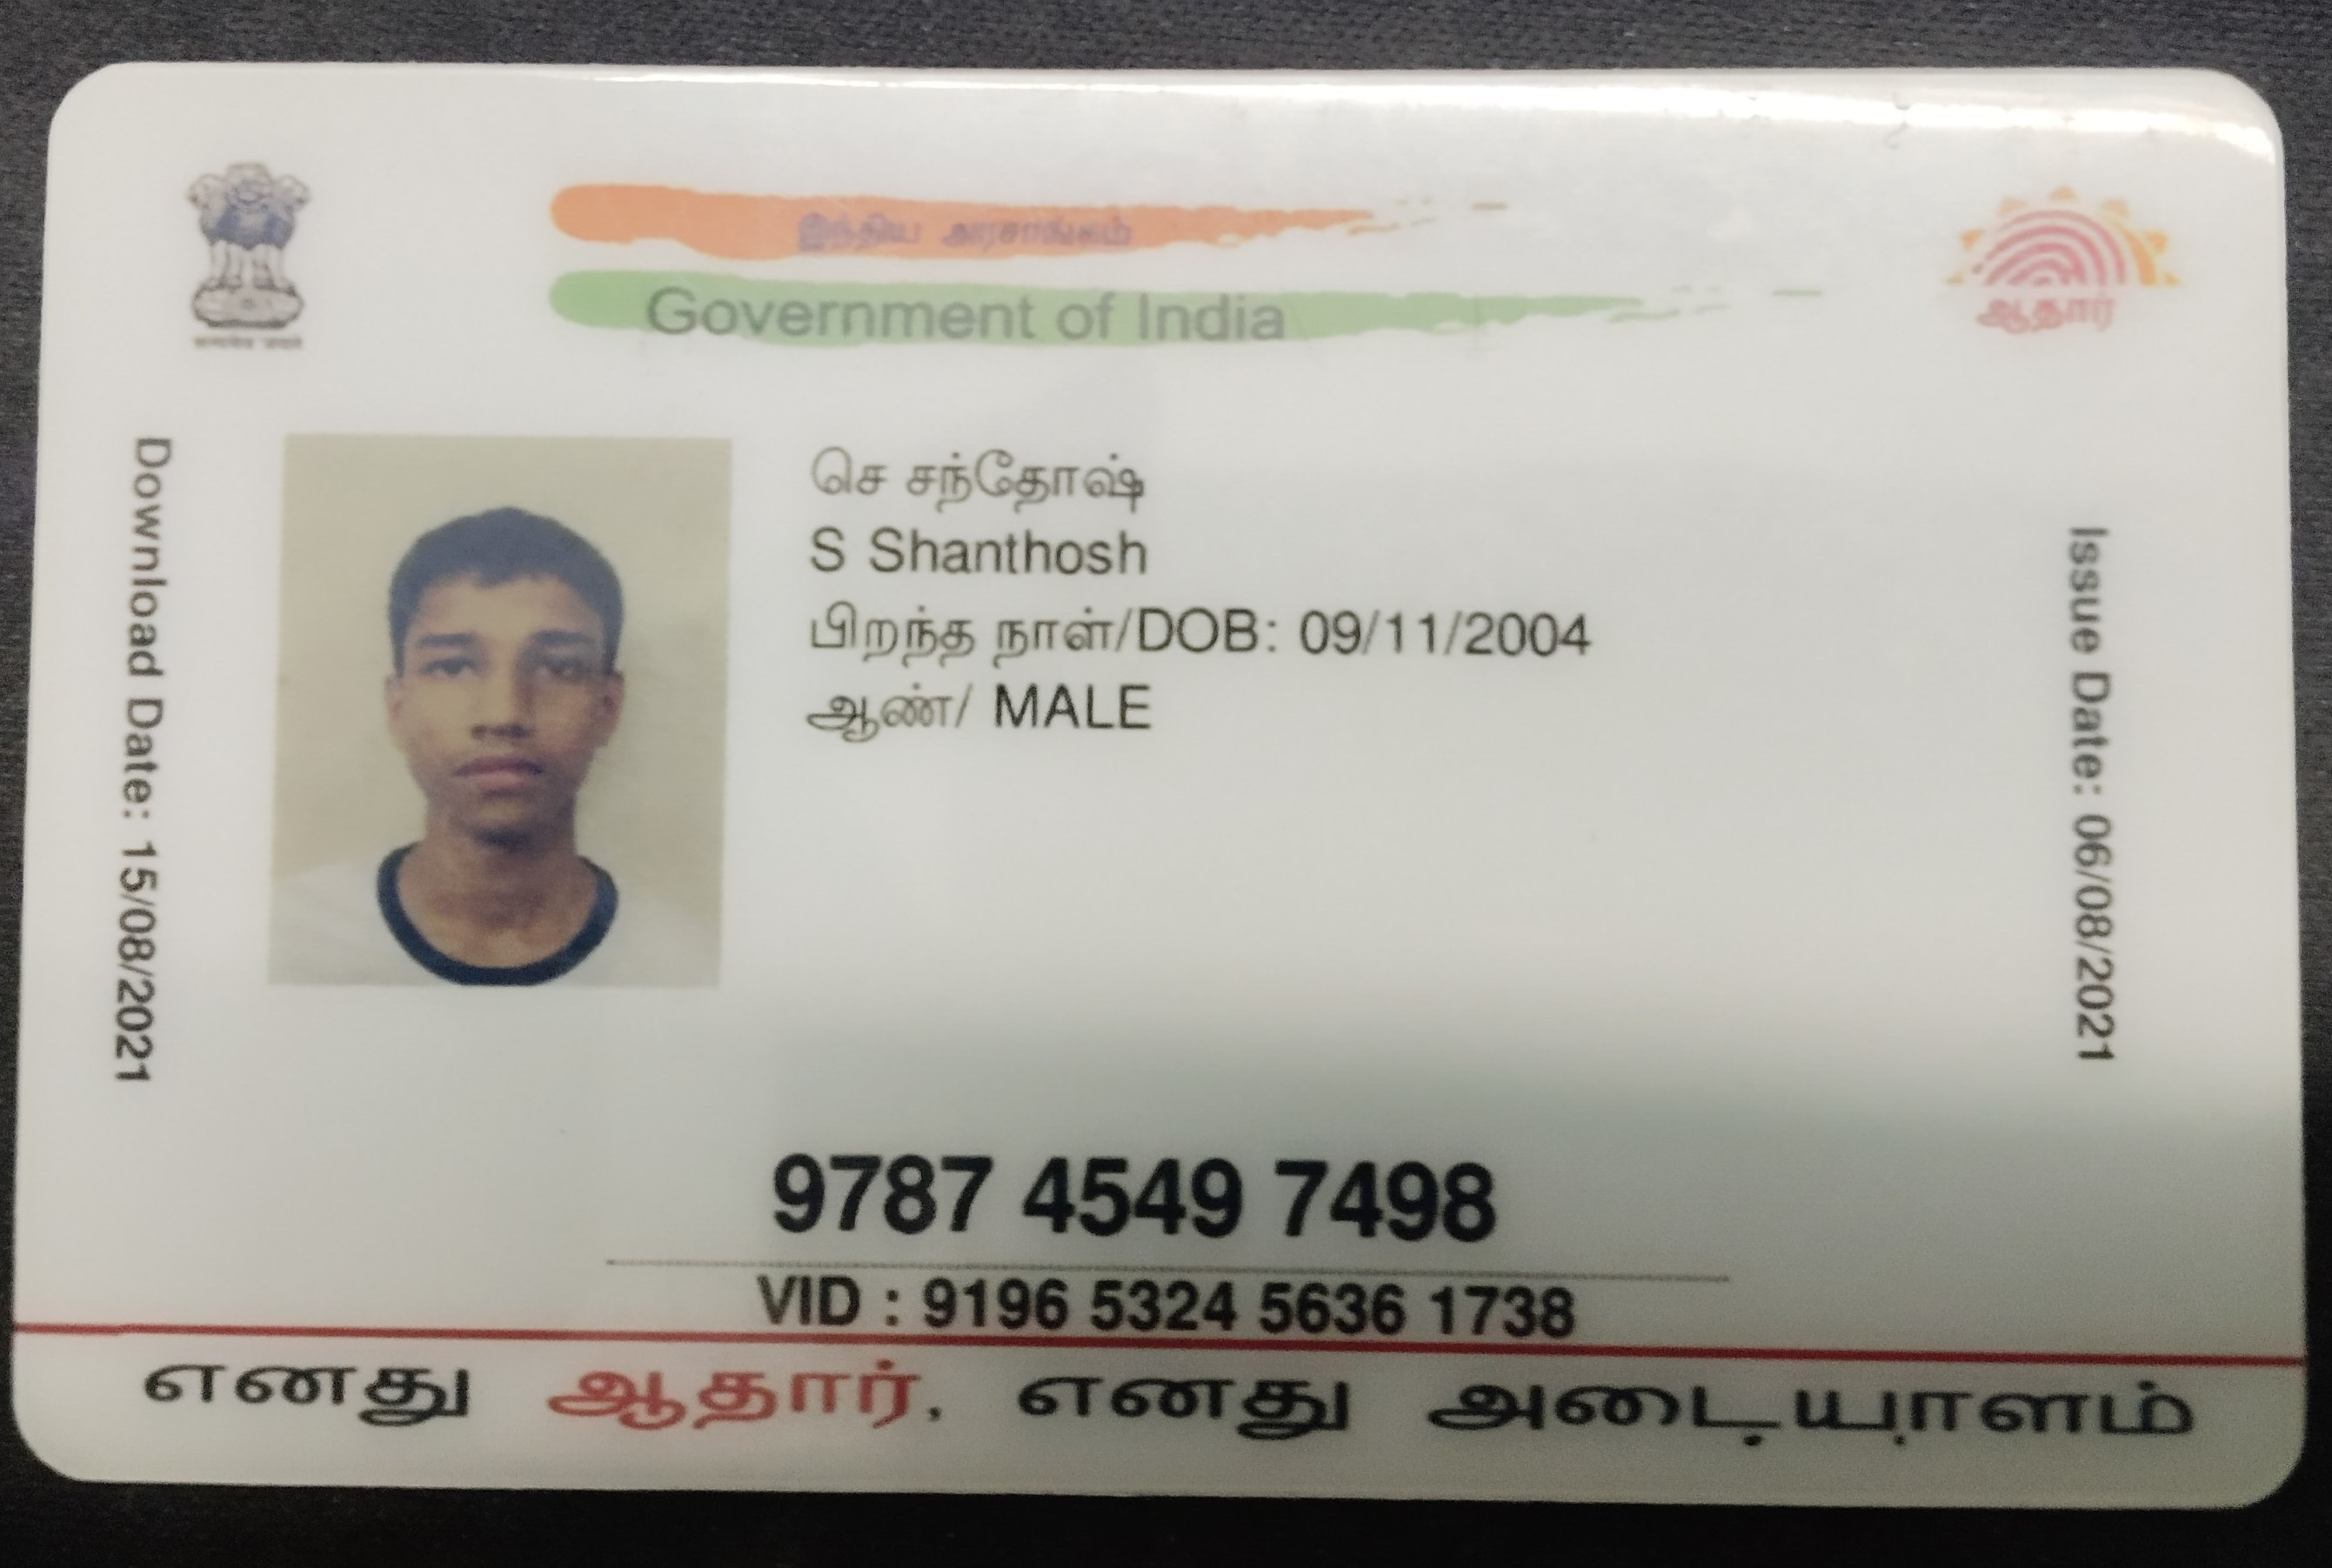 இந்திய அரசாங்கம்
Government of India
ஆதார்
Download Date: 15/08/2021
செ சந்தோஷ்
S Shanthosh
பிறந்த நாள்/DOB: 09/11/2004
ஆண்/ MALE
Issue Date: 06/08/2021
9787 4549 7498
VID : 9196 5324 5636 1738
எனது ஆதார், எனது அடையாளம்